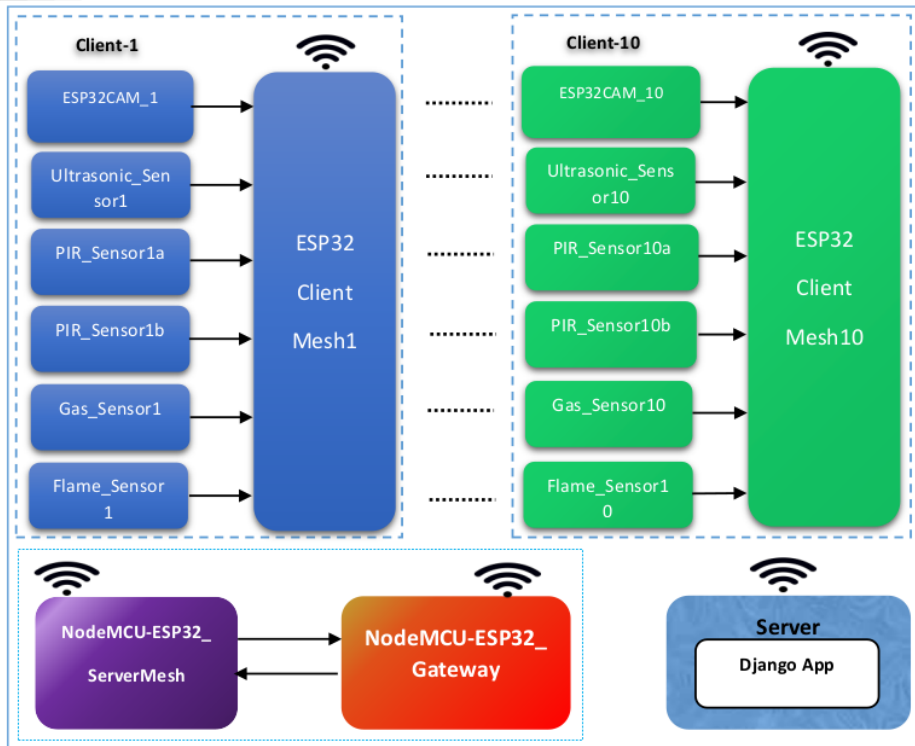 Client-1
ESP32CAM_1
Ultrasonic_Sen
sor1
PIR_Sensor1a
PIR_Sensor1b
Gas_Sensor1
Flame_Sensor
1
ESP32
Client
Mesh1
Client-10
ESP32CAM_10
Ultrasonic_Sens
or10
PIR_Sensor10a
PIR_Sensor10b
Gas_Sensor10
Flame_Sensor1
0
ESP32
Client
Mesh10
NodeMCU-ESP32_
ServerMesh
NodeMCU-ESP32_
Gateway
Server
Django App